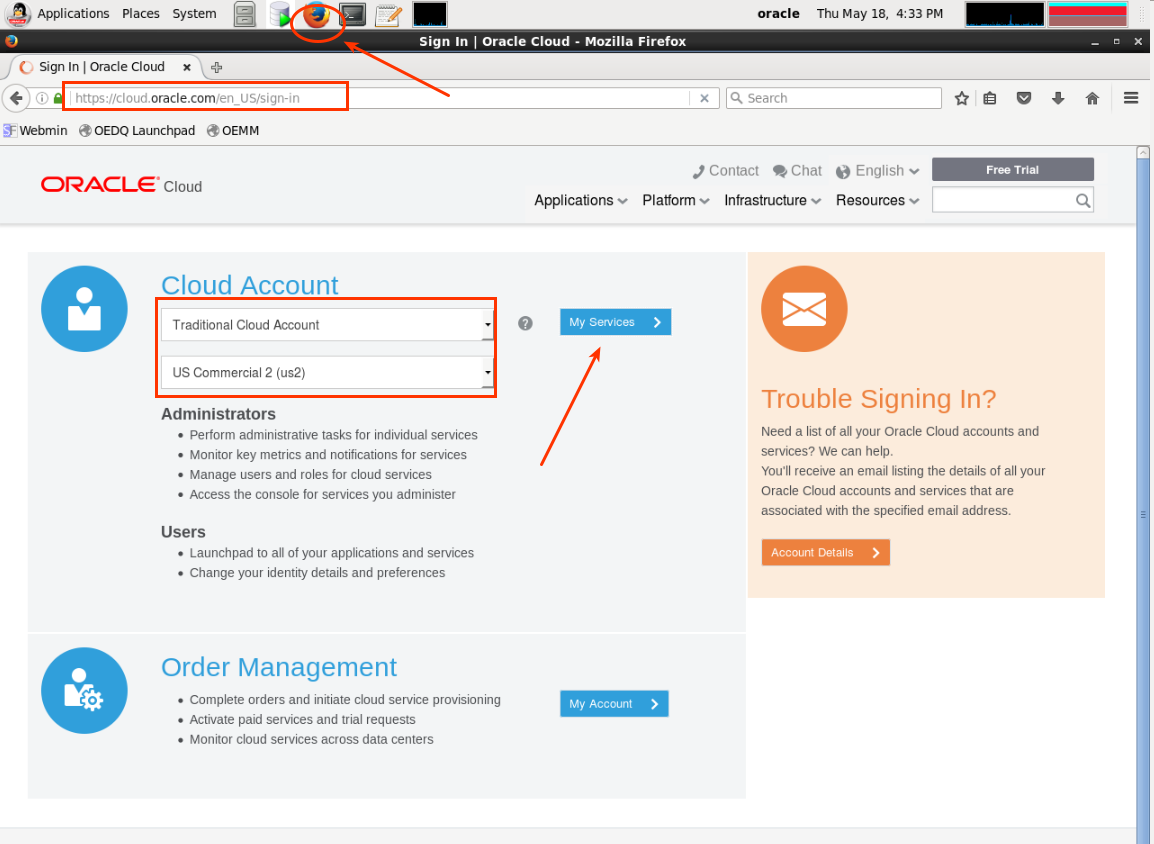 Applications Places System
oracle Thu May 18, 4:33 PM
Sign In | Oracle Cloud - Mozilla Firefox
Sign In | Oracle Cloud
https://cloud.oracle.com/en_US/sign-in
Search
Webmin OEDQ Launchpad OEMM
Contact Chat English Free Trial
ORACLE Cloud
Applications Platform Infrastructure Resources
Cloud Account
Traditional Cloud Account
My Services
US Commercial 2 (us2)
Administrators
Perform administrative tasks for individual services
Monitor key metrics and notifications for services
Manage users and roles for cloud services
Access the console for services you administer
Users
Launchpad to all of your applications and services
Change your identity details and preferences
Trouble Signing In?
Need a list of all your Oracle Cloud accounts and
services? We can help.
You'll receive an email listing the details of all your
Oracle Cloud accounts and services that are
associated with the specified email address.
Account Details
Order Management
Complete orders and initiate cloud service provisioning
Activate paid services and trial requests
Monitor cloud services across data centers
My Account